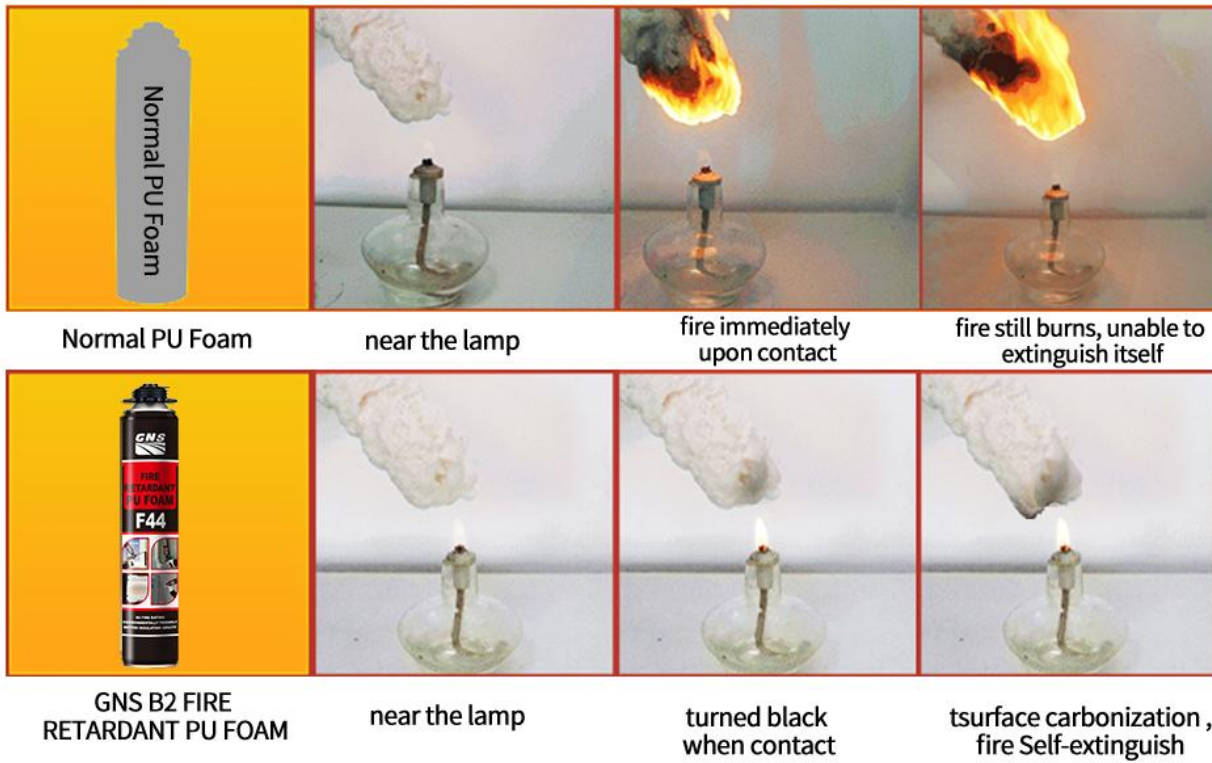 Normal PU Foam
Normal PU Foam
near the lamp
fire immediately
upon contact
fire still burns, unable to
extinguish itself
GNS
FIRE
RETARDANT
PU FOAM
F44
GNS B2 FIRE
RETARDANT PU FOAM
near the lamp
turned black
when contact
tsurface carbonization ,
fire Self-extinguish